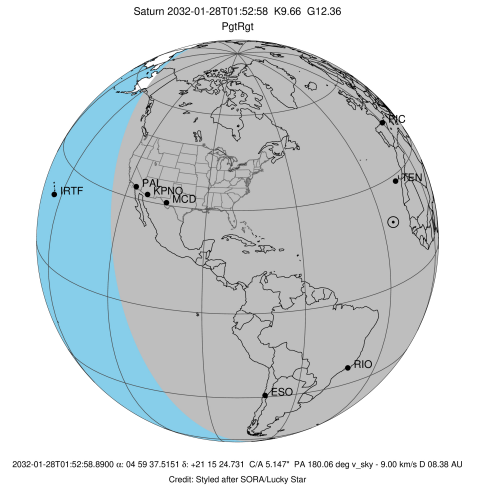 Saturn 2032-01-28T01:52:58 K9.66 G12.36
PgtRgt
PIC
TEN
IRTF
PAL
KPNO
MCD
RIO
ESO
2032-01-28T01:52:58.8900 α: 04 59 37.5151 δ: +21 15 24.731 C/A 5.147" PA 180.06 deg v_sky - 9.00 km/s D 08.38 AU
Credit: Styled after SORA/Lucky Star